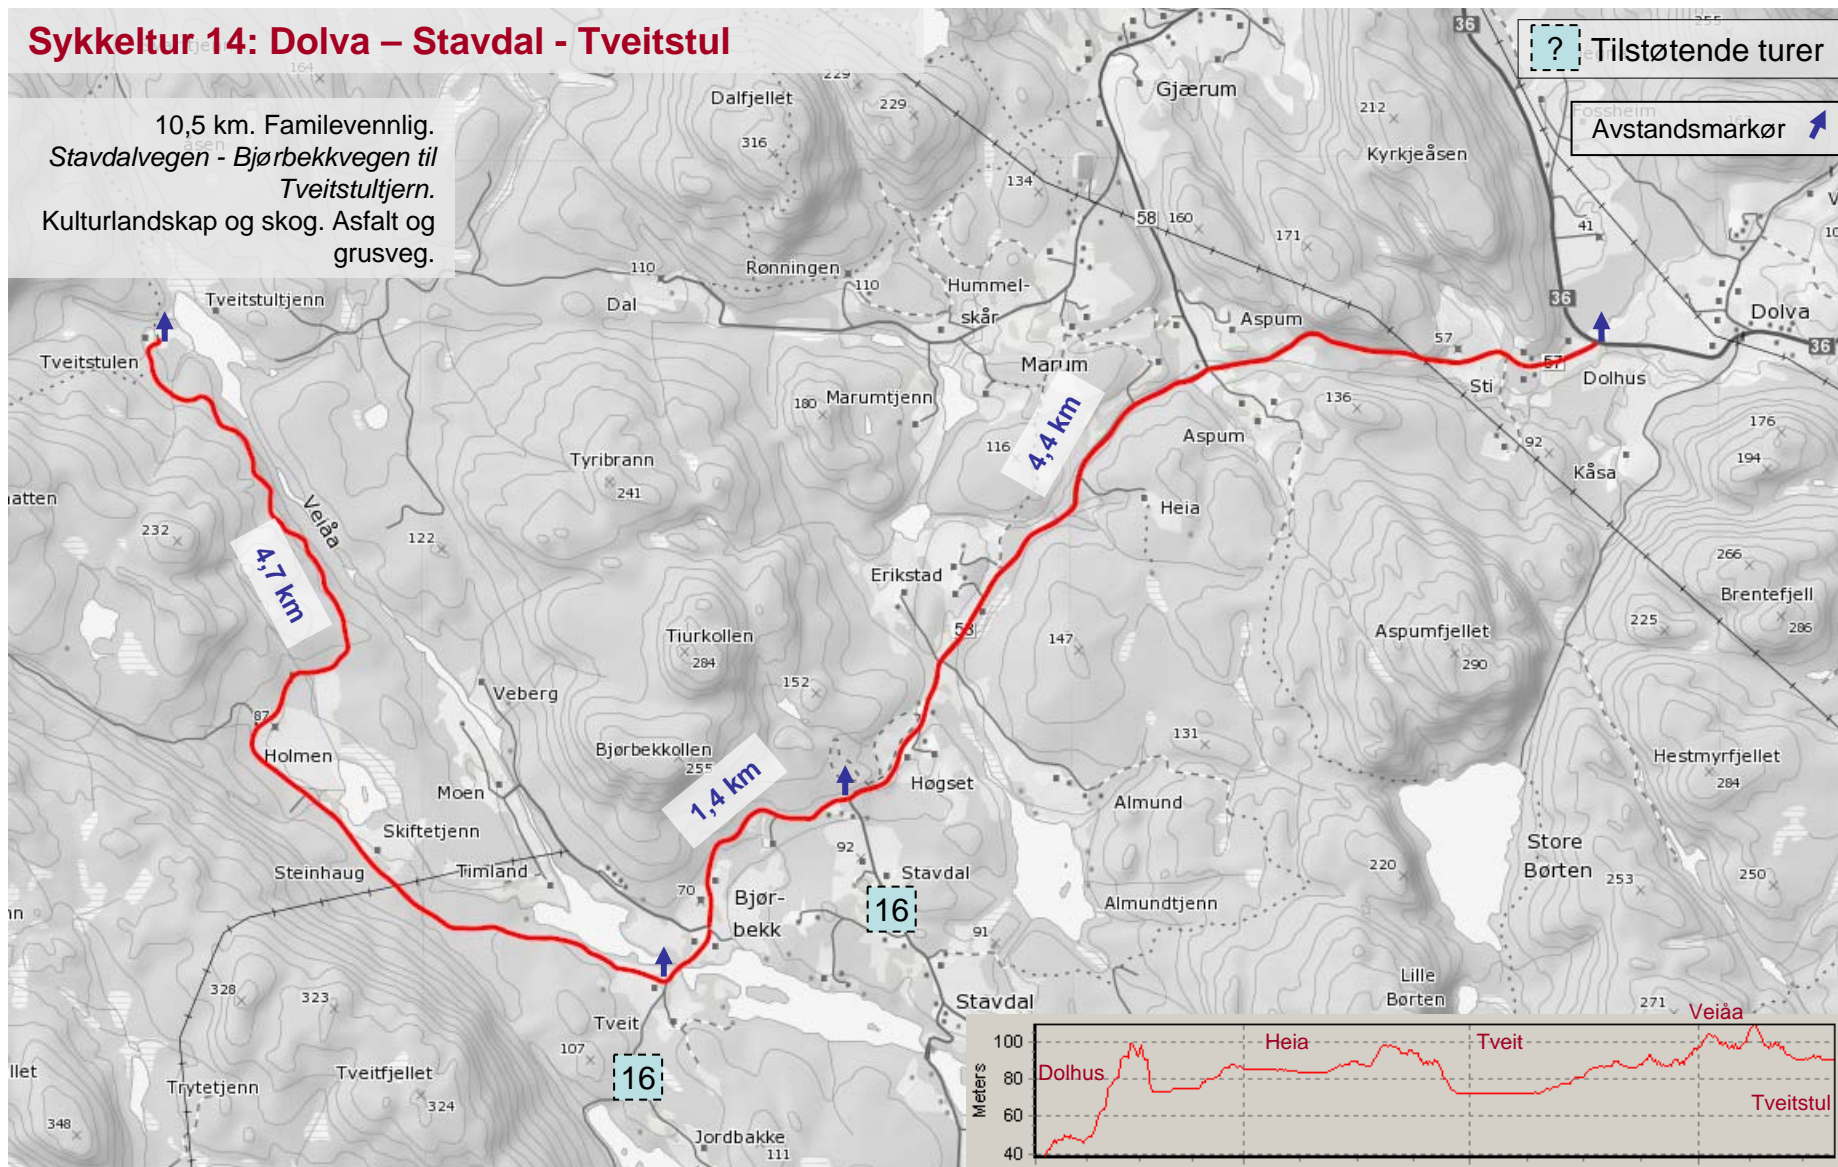 Sykkeltur 14: Dolva – Stavdal - Tveitstul
? Tilstøtende turer
Avstandsmarkør
10,5 km. Familevennlig.
Stavdalvegen - Bjørbekkvegen til
Tveitstultjern.
Kulturlandskap og skog. Asfalt og
grusveg.
36
164
229
229
Gjærum
Dalfjellet
316
212
Kyrkjeåsen
134
58
160
171
41
36
Dolva
36
Dolhus
57
57
Sti
Aspum
Rønningen
110
110
Dal
Hummel-
skår
Marum
Tveitstultjenn
Tveitstulen
180
Marumtjenn
116
4,4 km
Aspum
136
92
Kåsa
176
194
Tyribrann
241
Heia
Veiåa
122
232
4,7 km
266
Brentefjell
286
225
Erikstad
58
147
Aspumfjellet
290
Tiurkollen
284
152
Veberg
87
Holmen
Bjørbekkollen
255
1,4 km
131
Hestmyrfjellet
284
Høgset
Moen
Almund
Skiftetjenn
Steinhaug
Timland
92
Stavdal
70
Bjør-
bekk
16
Almundtjenn
91
220
Store
Børten
253
250
Lille
Børten
271
Stavdal
328
323
Tveit
107
16
Trytetjenn
Tveitfjellet
324
348
Jordbakke
111
Meters
100
80
60
40
Dolhus
Heia
Tveit
Veiåa
Tveitstul